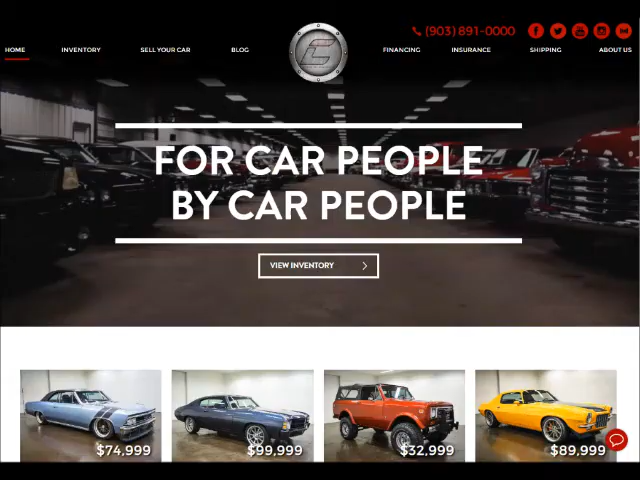 (903) 891-0000
HOME
INVENTORY
SELL YOUR CAR
BLOG
FINANCING
INSURANCE
SHIPPING
ABOUT US
FOR CAR PEOPLE
BY CAR PEOPLE
VIEW INVENTORY
$74,999
$99,999
$32,999
$89,999